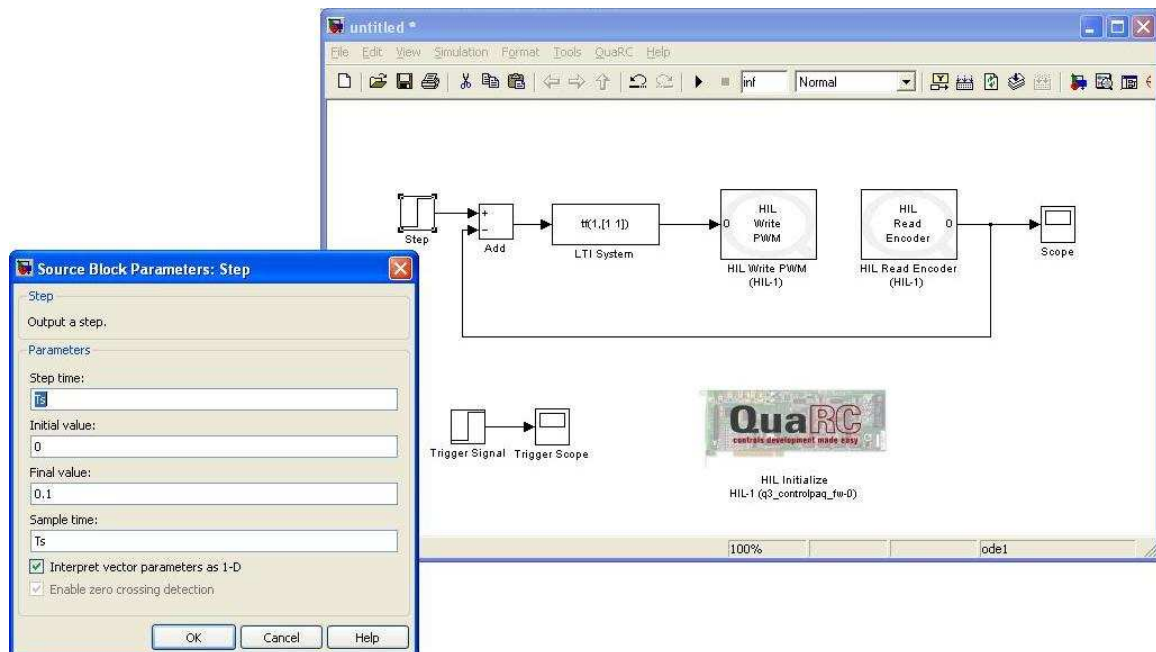 untitled *
File Edit View Simulation Format Tools QuaRC Help
inf Normal
Step
+
−
Add
tf(1,[1 1])
LTI System
0 HIL
Write
PWM
HIL Write PWM
(HIL-1)
HIL
Read 0
Encoder
HIL Read Encoder
(HIL-1)
Scope
Trigger Signal Trigger Scope
QuaRC
controls development made easy
HIL Initialize
HIL-1 (q3_controlpaq_fw-0)
100% ode1
Source Block Parameters: Step
Step
Output a step.
Parameters
Step time:
Ts
Initial value:
0
Final value:
0.1
Sample time:
Ts
Interpret vector parameters as 1-D
Enable zero crossing detection
OK Cancel Help